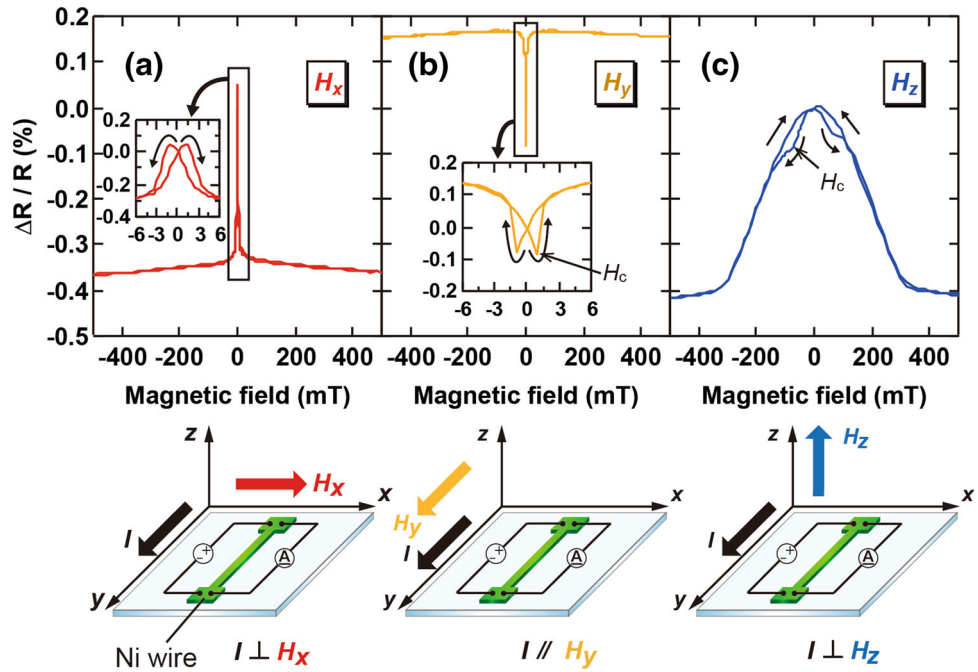 ΔR / R (%)
0.2
0.1
0.0
-0.1
-0.2
-0.3
-0.4
-0.5
(a)
Hx
0.2
0.1
-0.0
-0.2
-0.3
-0.4
-6 -3 0 3 6
-400 -200 0 200 400
Magnetic field (mT)
(b)
Hy
0.2
0.1
0.0
0.1
0.2
-6 -3 0 3 6
Hc
-400 -200 0 200 400
Magnetic field (mT)
(c)
Hz
Hc
-400 -200 0 200 400
Magnetic field (mT)
z
x
y
Hx
I
- +
A
Ni wire
I ⊥ Hx
z
x
y
Hy
I
- +
A
I // Hy
z
x
y
Hz
I
- +
A
I ⊥ Hz